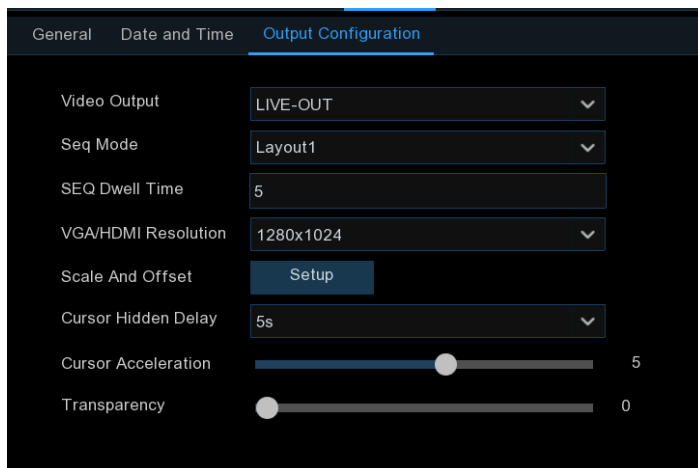 General Date and Time Output Configuration
Video Output LIVE-OUT
Seq Mode Layout1
SEQ Dwell Time 5
VGA/HDMI Resolution 1280x1024
Scale And Offset Setup
Cursor Hidden Delay 5s
Cursor Acceleration 5
Transparency 0